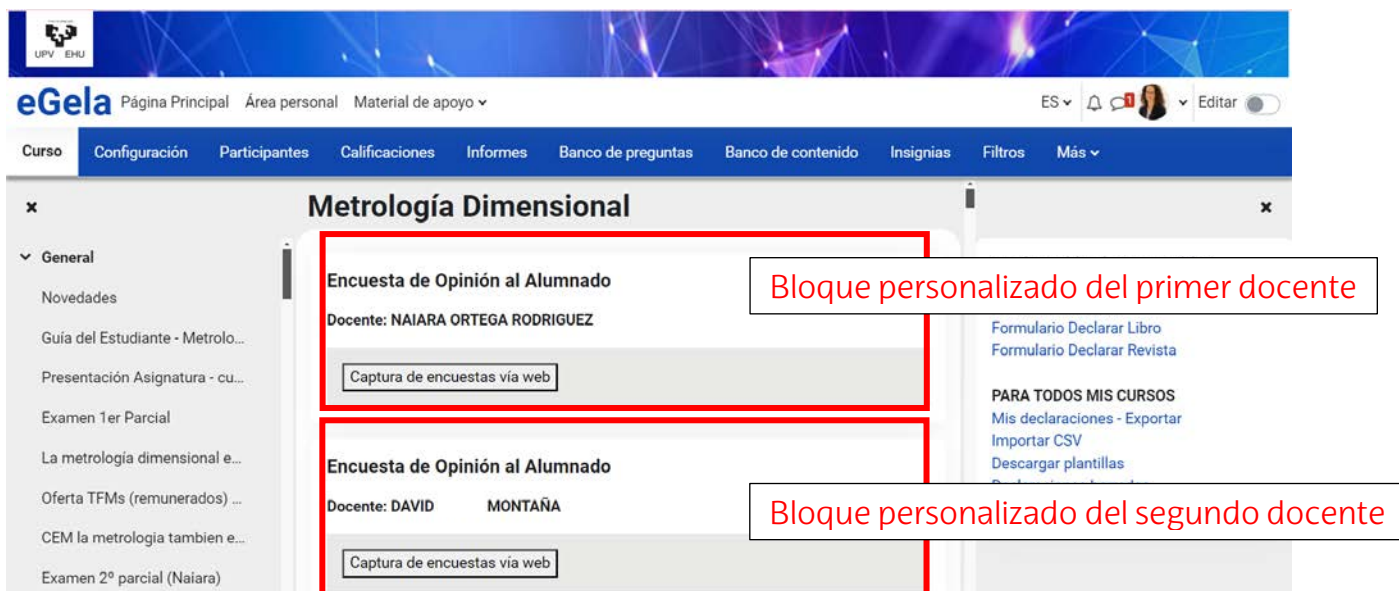 UPV EHU
eGela Página Principal Área personal Material de apoyo ES 1 Editar
Curso Configuración Participantes Calificaciones Informes Banco de preguntas Banco de contenido Insignias Filtros Más
Metrología Dimensional
General
Novedades
Guía del Estudiante - Metrolo...
Presentación Asignatura - cu...
Examen 1er Parcial
La metrología dimensional e...
Oferta TFMs (remunerados) ...
CEM la metrologia tambien e...
Examen 2º parcial (Naiara)
Encuesta de Opinión al Alumnado
Docente: NAIARA ORTEGA RODRIGUEZ
Captura de encuestas vía web
Bloque personalizado del primer docente
Encuesta de Opinión al Alumnado
Docente: DAVID MONTAÑA
Captura de encuestas vía web
Bloque personalizado del segundo docente
Formulario Declarar Libro
Formulario Declarar Revista
PARA TODOS MIS CURSOS
Mis declaraciones - Exportar
Importar CSV
Descargar plantillas